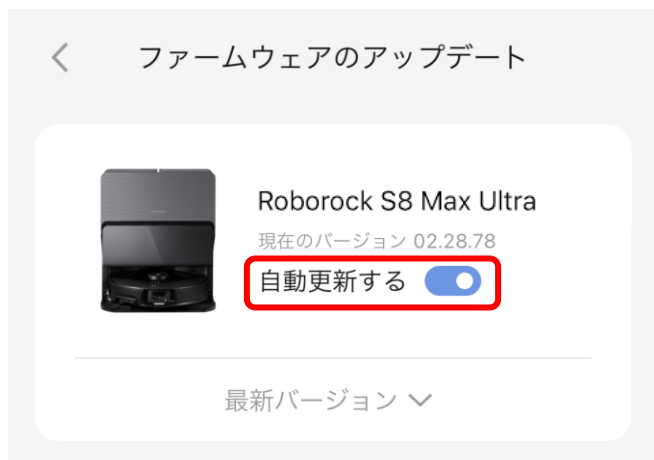 ファームウェアのアップデート
Roborock S8 Max Ultra
現在のバージョン 02.28.78
自動更新する
最新バージョン